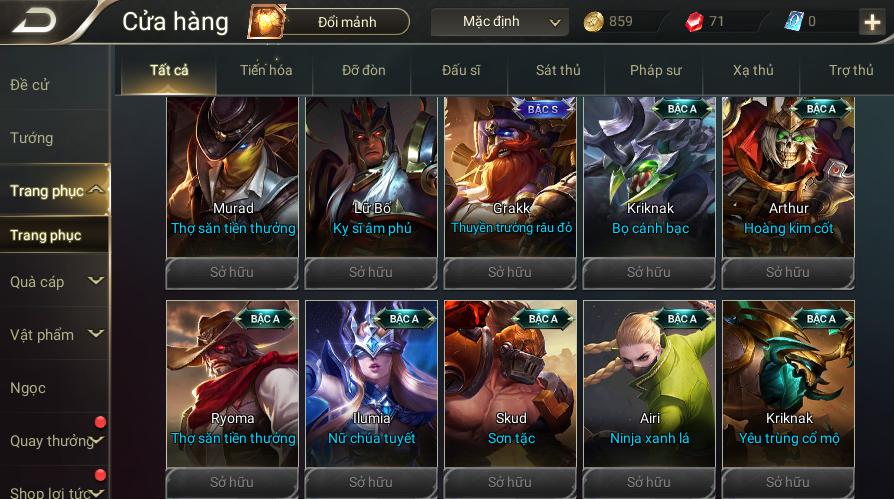 Cửa hàng
Đổi mảnh
Mặc định
859
71
0
Tất cả
Tiến hóa
Đỡ đòn
Đấu sĩ
Sát thủ
Pháp sư
Xạ thủ
Trợ thủ
Đề cử
Tướng
Trang phục
Trang phục
Quà cáp
Vật phẩm
Ngọc
Quay thưởng
Shop lợi tức
Murad
Thợ săn tiền thưởng
Sở hữu
Lữ Bố
Kỵ sĩ âm phủ
Sở hữu
BẬC S
Grakk
Thuyền trưởng râu đỏ
Sở hữu
BẬC A
Kriknak
Bọ cánh bạc
Sở hữu
BẬC A
Arthur
Hoàng kim cốt
Sở hữu
BẬC A
Ryoma
Thợ săn tiền thưởng
Sở hữu
BẬC A
Ilumia
Nữ chúa tuyết
Sở hữu
BẬC A
Skud
Sơn tặc
Sở hữu
BẬC A
Airi
Ninja xanh lá
Sở hữu
BẬC A
Kriknak
Yêu trùng cổ mộ
Sở hữu